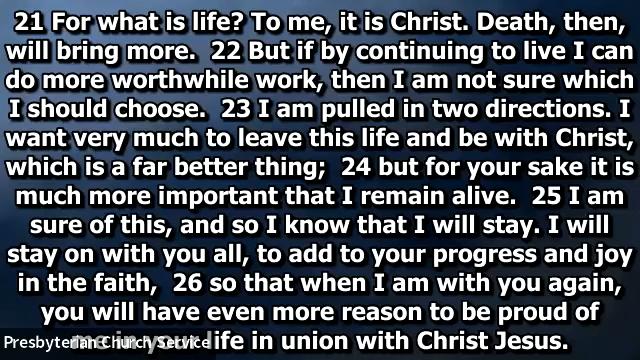 21 For what is life? To me, it is Christ. Death, then,
will bring more.  22 But if by continuing to live I can
do more worthwhile work, then I am not sure which
I should choose.  23 I am pulled in two directions. I
want very much to leave this life and be with Christ,
which is a far better thing;  24 but for your sake it is
much more important that I remain alive.  25 I am
sure of this, and so I know that I will stay. I will
stay on with you all, to add to your progress and joy
in the faith,  26 so that when I am with you again,
you will have even more reason to be proud of
me in your life in union with Christ Jesus.
Presbyterian Church Service